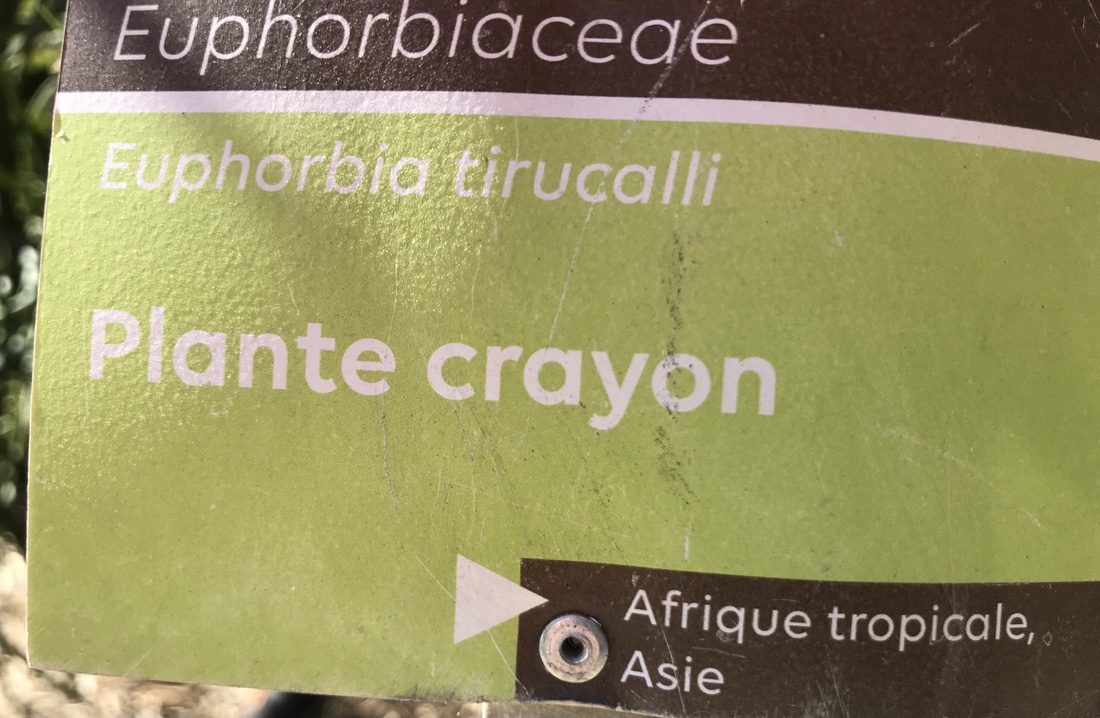 Euphorbiaceae
Euphorbia tirucalli
Plante crayon
Afrique tropicale,
Asie